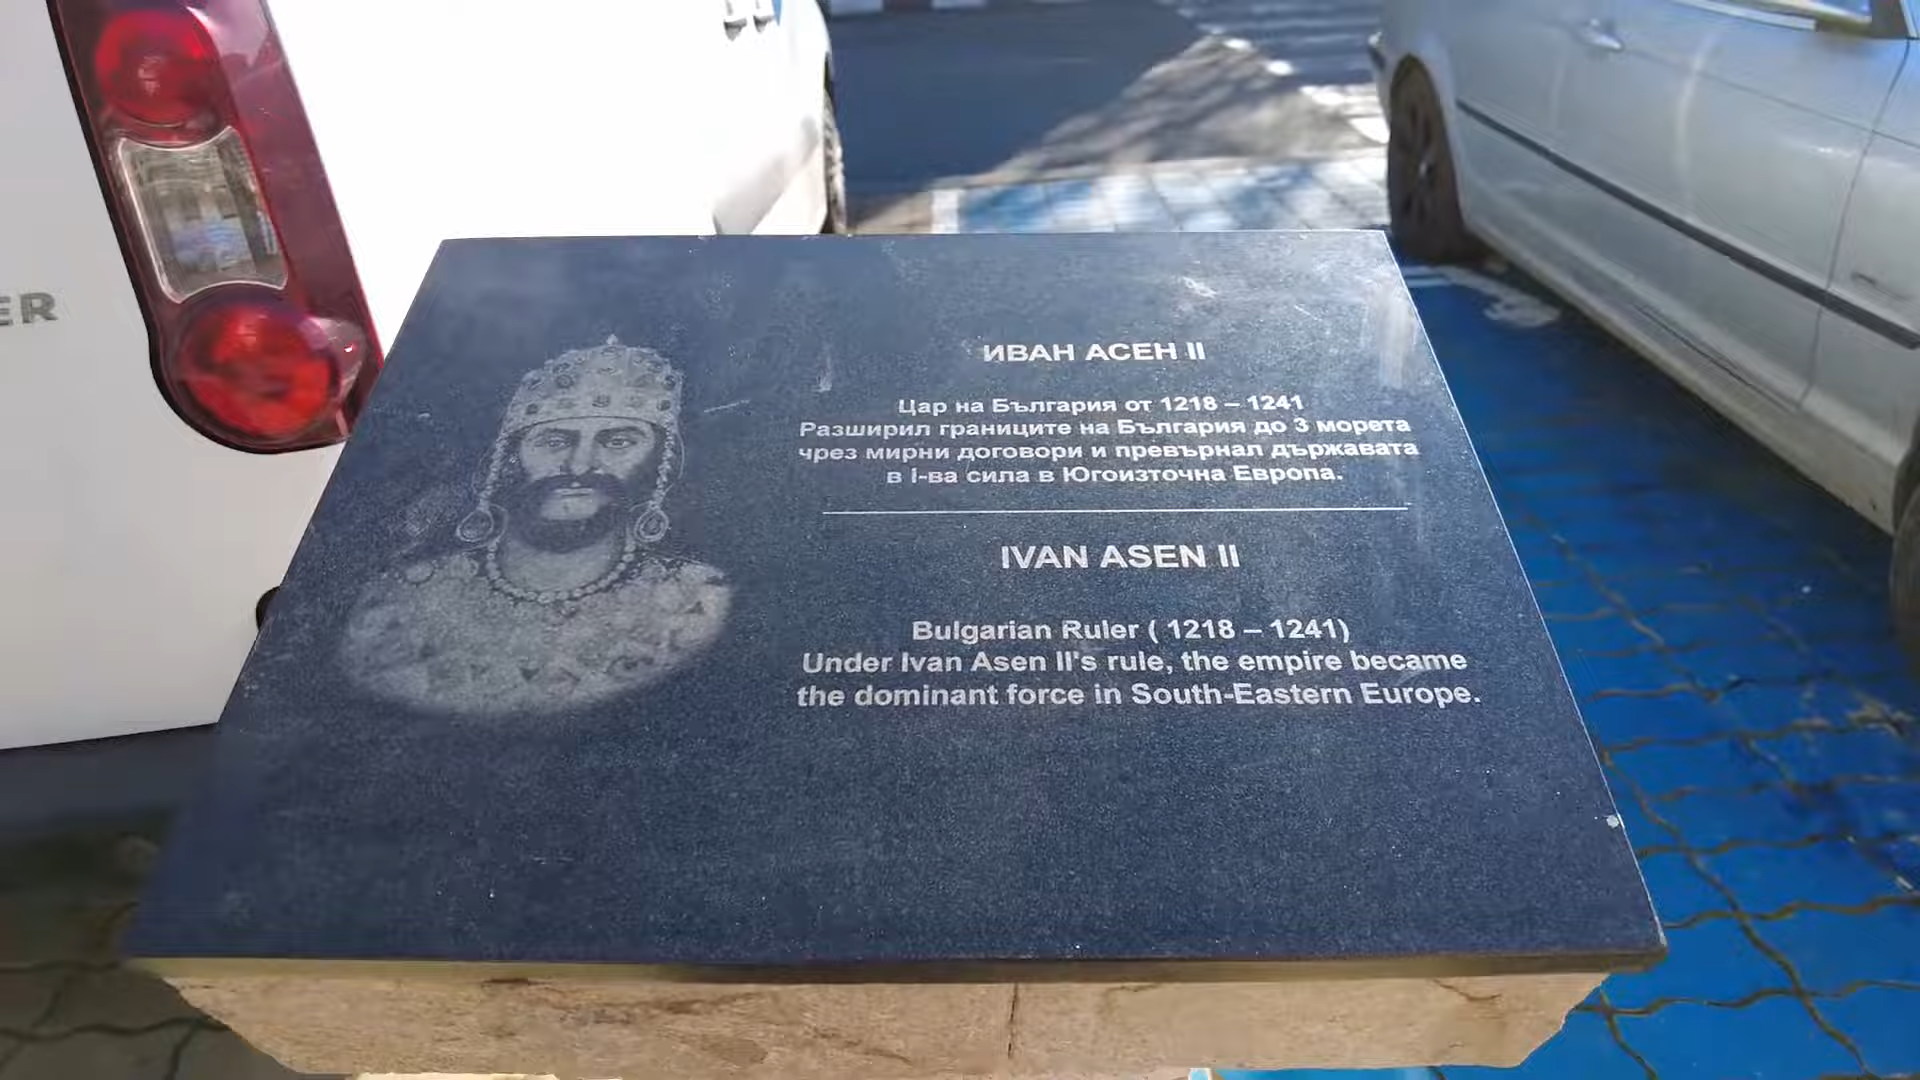 ER
ИВАН АСЕН II
Цар на България от 1218 – 1241
Разширил границите на България до 3 морета
чрез мирни договори и превърнал държавата
в I-ва сила в Югоизточна Европа.
IVAN ASEN II
Bulgarian Ruler ( 1218 – 1241)
Under Ivan Asen II's rule, the empire became
the dominant force in South-Eastern Europe.